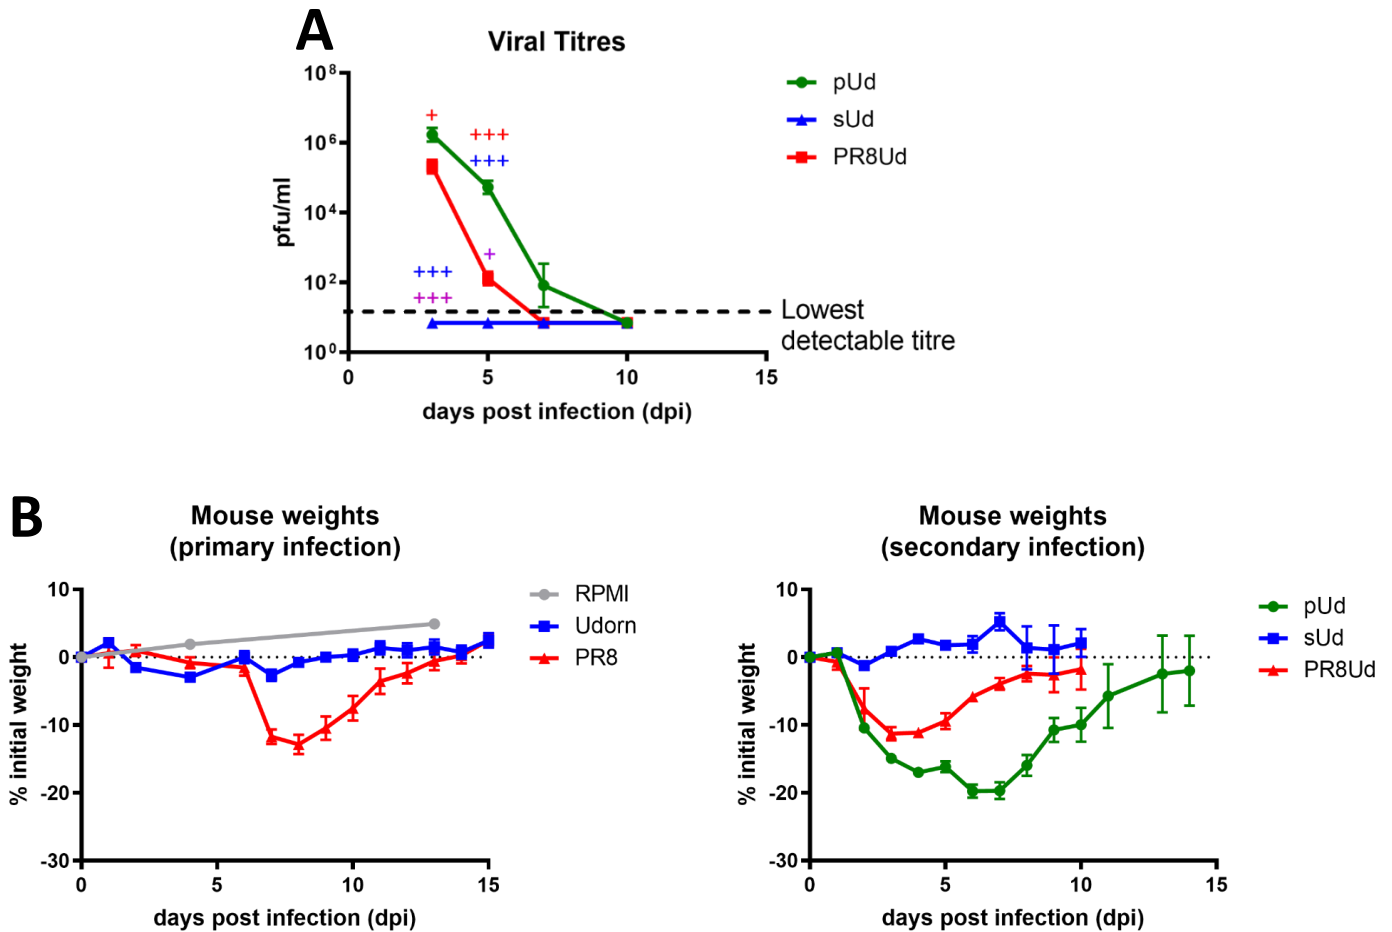 A
Viral Titres
10⁸
10⁶
10⁴
10²
10⁰
pfu/ml
+
+++
+++
+
+++
+++
0
5
10
15
days post infection (dpi)
pUd
sUd
PR8Ud
Lowest
detectable titre
B
Mouse weights
(primary infection)
10
0
-10
-20
-30
% initial weight
0
5
10
15
days post infection (dpi)
RPMI
Udorn
PR8
Mouse weights
(secondary infection)
10
0
-10
-20
-30
% initial weight
0
5
10
15
days post infection (dpi)
pUd
sUd
PR8Ud